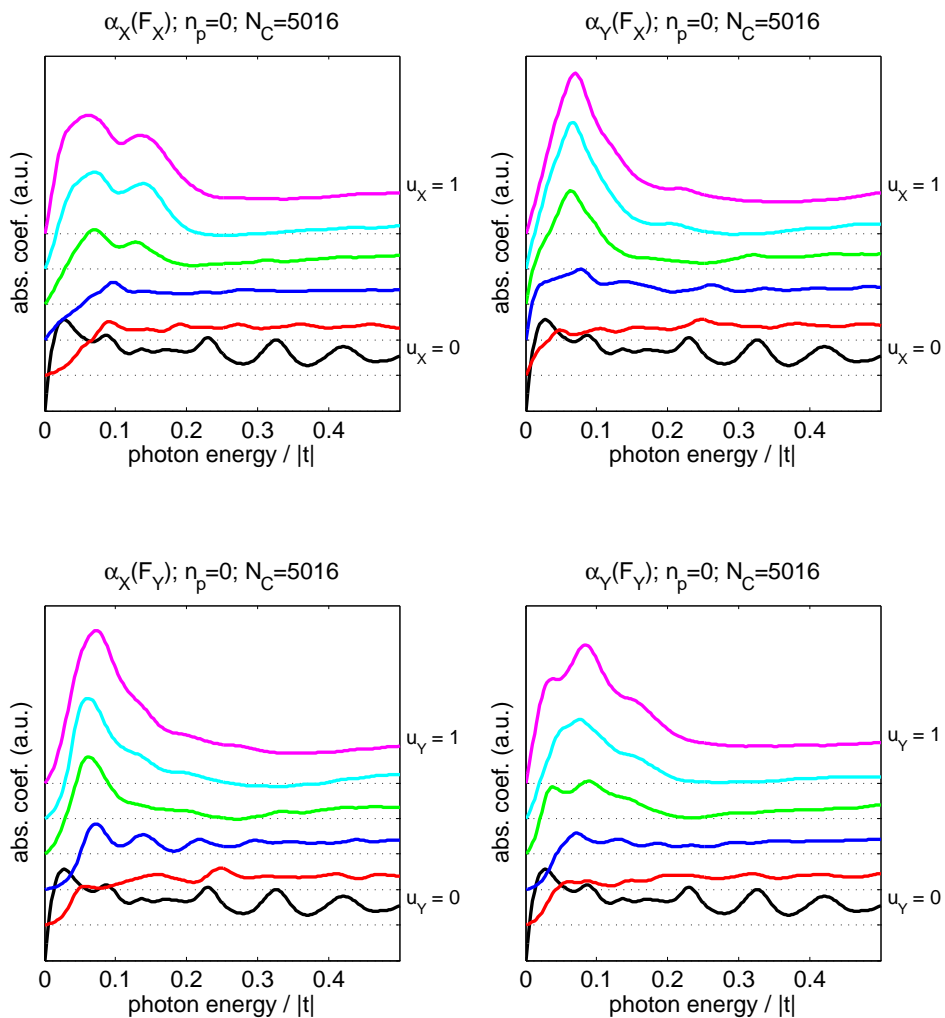 α_X(F_X); n_p=0; N_C=5016
abs. coef. (a.u.)
u_X = 1
u_X = 0
0 0.1 0.2 0.3 0.4
photon energy / |t|
α_Y(F_X); n_p=0; N_C=5016
abs. coef. (a.u.)
u_X = 1
u_X = 0
0 0.1 0.2 0.3 0.4
photon energy / |t|
α_X(F_Y); n_p=0; N_C=5016
abs. coef. (a.u.)
u_Y = 1
u_Y = 0
0 0.1 0.2 0.3 0.4
photon energy / |t|
α_Y(F_Y); n_p=0; N_C=5016
abs. coef. (a.u.)
u_Y = 1
u_Y = 0
0 0.1 0.2 0.3 0.4
photon energy / |t|